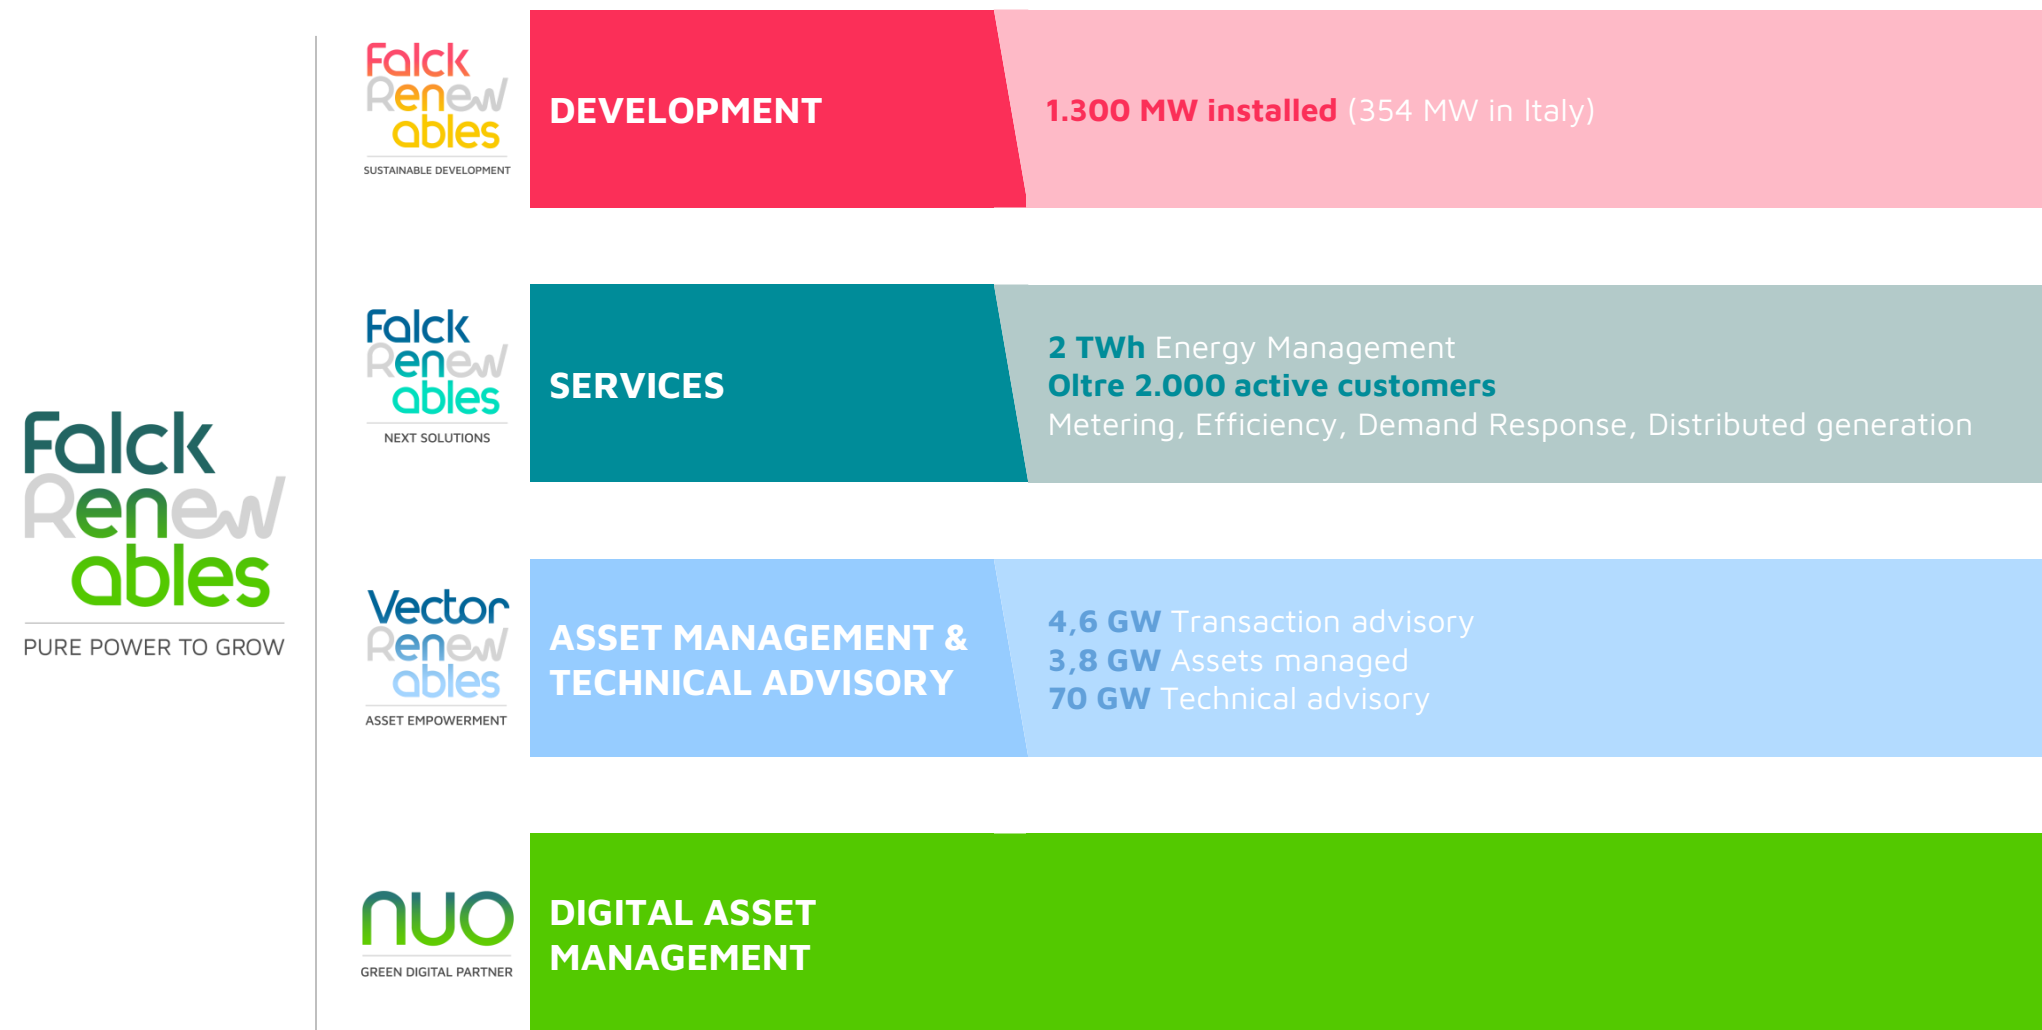 Falck
Renew
ables
PURE POWER TO GROW
Falck
Renew
ables
SUSTAINABLE DEVELOPMENT
DEVELOPMENT
1.300 MW installed (354 MW in Italy)
Falck
Renew
ables
NEXT SOLUTIONS
SERVICES
2 TWh Energy Management
Oltre 2.000 active customers
Metering, Efficiency, Demand Response, Distributed generation
Vector
Renew
ables
ASSET EMPOWERMENT
ASSET MANAGEMENT &
TECHNICAL ADVISORY
4,6 GW Transaction advisory
3,8 GW Assets managed
70 GW Technical advisory
nuo
GREEN DIGITAL PARTNER
DIGITAL ASSET
MANAGEMENT